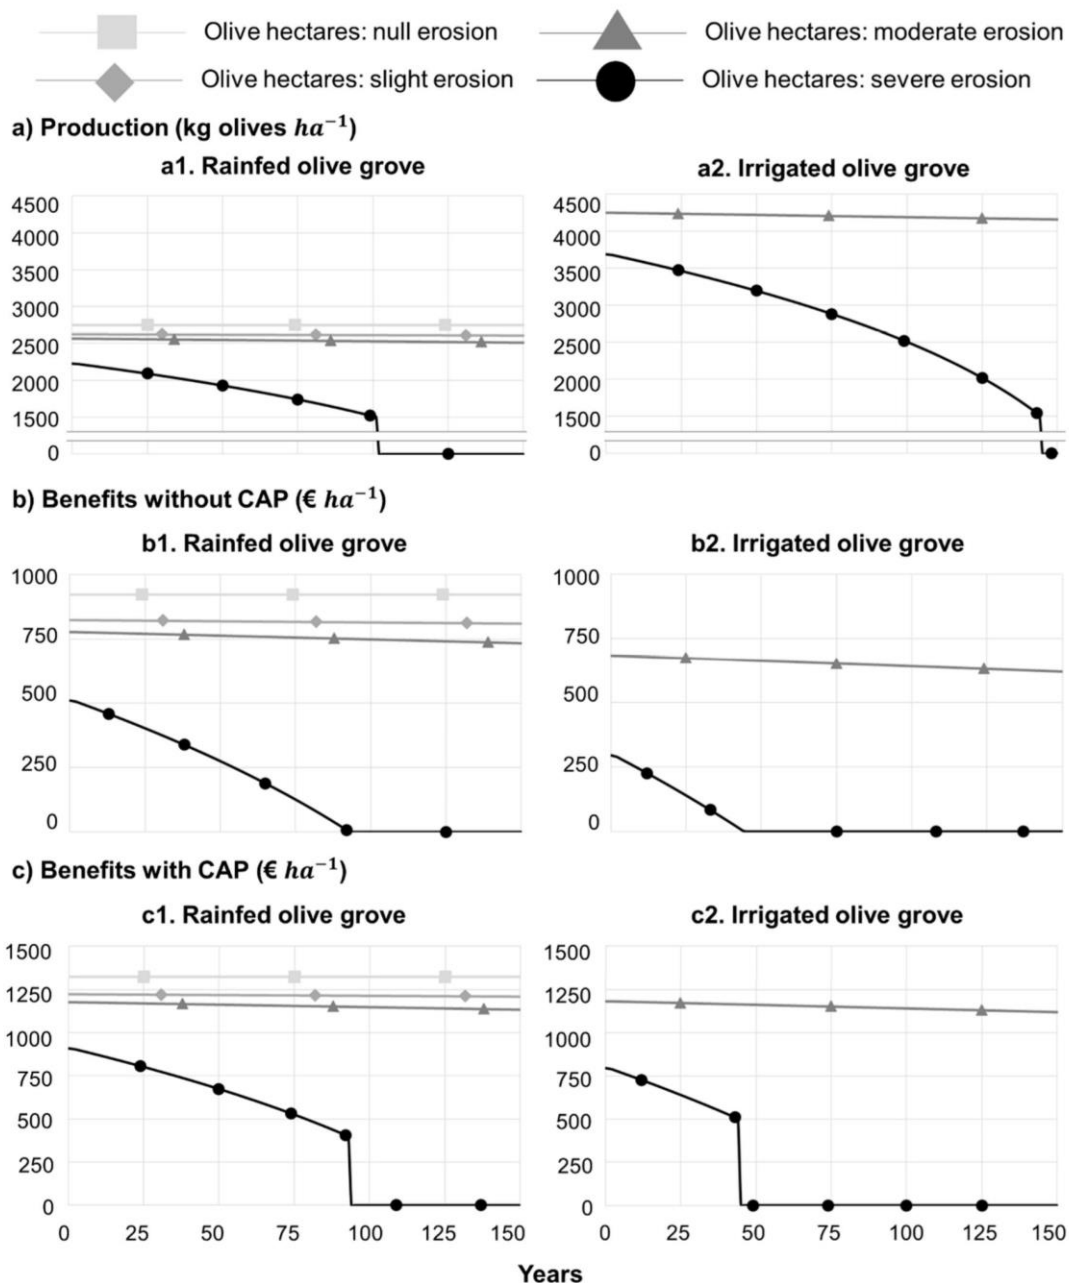 Olive hectares: null erosion
Olive hectares: moderate erosion
Olive hectares: slight erosion
Olive hectares: severe erosion
a) Production (kg olives ha⁻¹)
a1. Rainfed olive grove
a2. Irrigated olive grove
4500
4000
3500
3000
2500
2000
1500
0
4500
4000
3500
3000
2500
2000
1500
0
b) Benefits without CAP (€ ha⁻¹)
b1. Rainfed olive grove
b2. Irrigated olive grove
1000
750
500
250
0
1000
750
500
250
0
c) Benefits with CAP (€ ha⁻¹)
c1. Rainfed olive grove
c2. Irrigated olive grove
1500
1250
1000
750
500
250
0
1500
1250
1000
750
500
250
0
0 25 50 75 100 125 150
0 25 50 75 100 125 150
Years